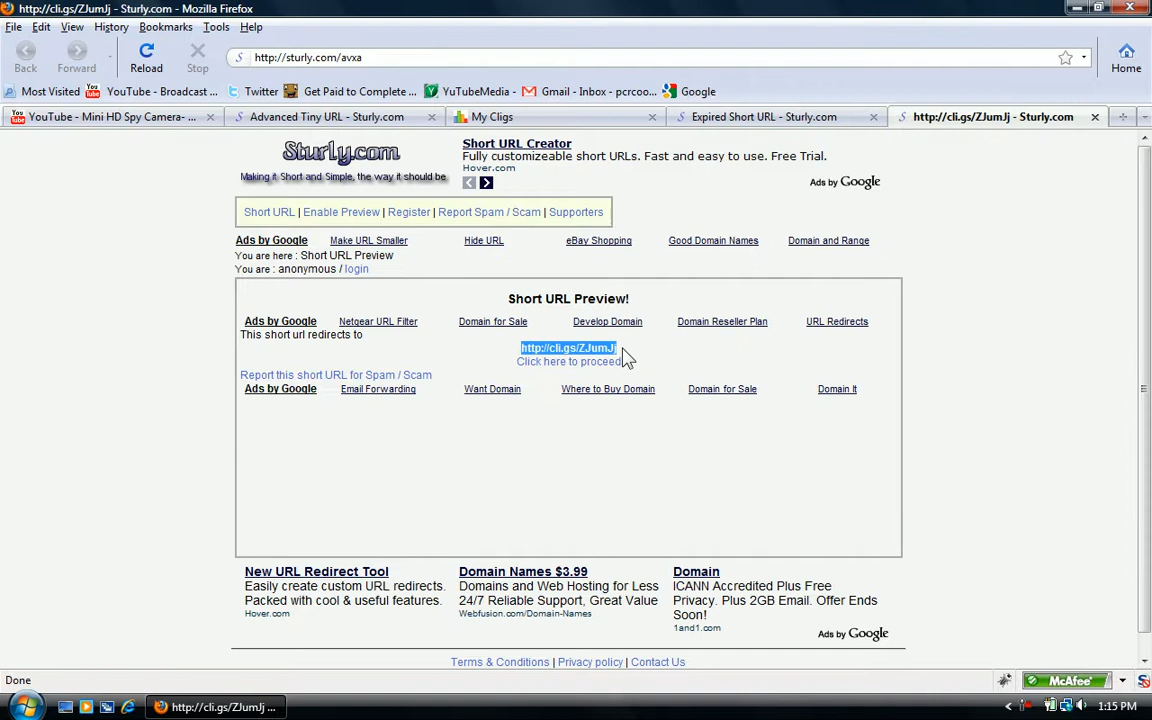 http://cli.gs/ZJumJj - Sturly.com - Mozilla Firefox
File Edit View History Bookmarks Tools Help
Back Forward Reload Stop http://sturly.com/avxa Home
Most Visited YouTube - Broadcast ... Twitter Get Paid to Complete ... YuTubeMedia - ... Gmail - Inbox - pcrcoo... Google
YouTube - Mini HD Spy Camera- ... Advanced Tiny URL - Sturly.com My Cligs Expired Short URL - Sturly.com http://cli.gs/ZJumJj - Sturly.com
Sturly.com
Making it Short and Simple, the way it should be
Short URL Creator
Fully customizeable short URLs. Fast and easy to use. Free Trial.
Hover.com
Ads by Google
Short URL | Enable Preview | Register | Report Spam / Scam | Supporters
Ads by Google Make URL Smaller Hide URL eBay Shopping Good Domain Names Domain and Range
You are here : Short URL Preview
You are : anonymous / login
Short URL Preview!
Ads by Google Netgear URL Filter Domain for Sale Develop Domain Domain Reseller Plan URL Redirects
This short url redirects to
http://cli.gs/ZJumJj
Click here to proceed
Report this short URL for Spam / Scam
Ads by Google Email Forwarding Want Domain Where to Buy Domain Domain for Sale Domain It
New URL Redirect Tool
Easily create custom URL redirects.
Packed with cool & useful features.
Hover.com
Domain Names $3.99
Domains and Web Hosting for Less
24/7 Reliable Support, Great Value
Webfusion.com/Domain-Names
Domain
ICANN Accredited Plus Free
Privacy. Plus 2GB Email. Offer Ends
Soon!
1and1.com
Ads by Google
Terms & Conditions | Privacy policy | Contact Us
Done McAfee
http://cli.gs/ZJumJj ... 1:15 PM